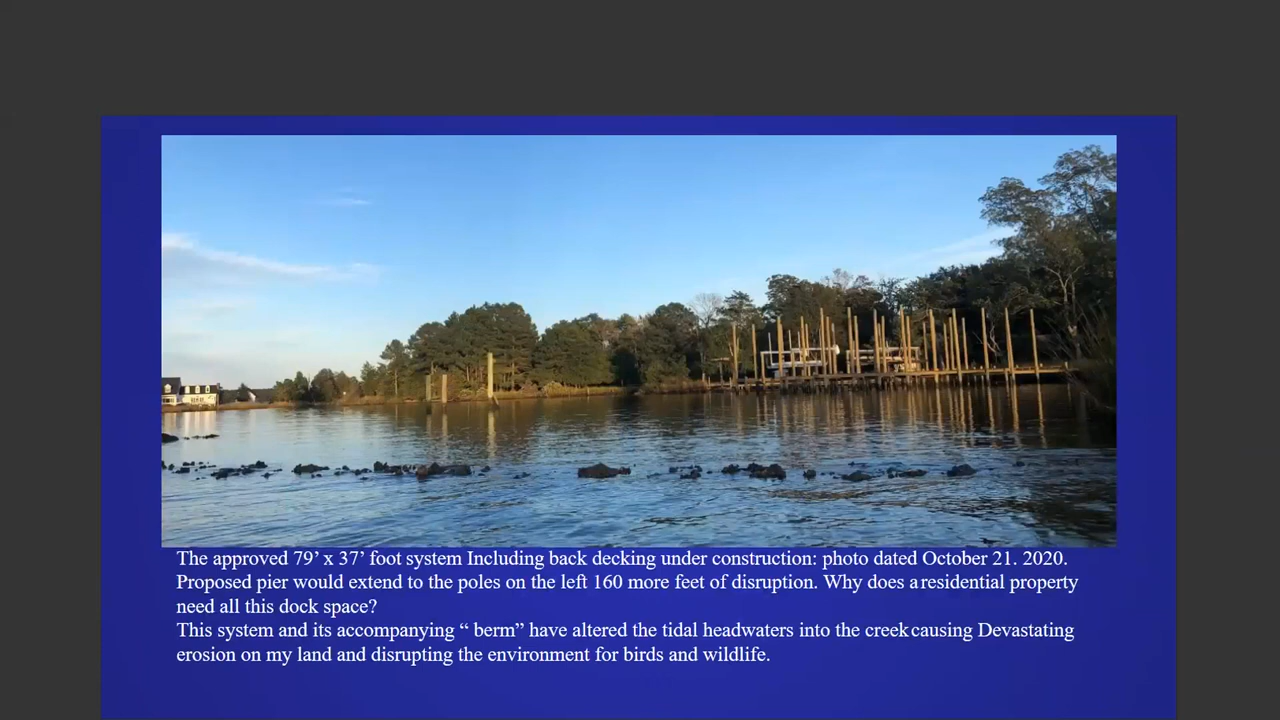 The approved 79’ x 37’ foot system Including back decking under construction: photo dated October 21. 2020.
Proposed pier would extend to the poles on the left 160 more feet of disruption. Why does a residential property
need all this dock space?
This system and its accompanying “ berm” have altered the tidal headwaters into the creek causing Devastating
erosion on my land and disrupting the environment for birds and wildlife.